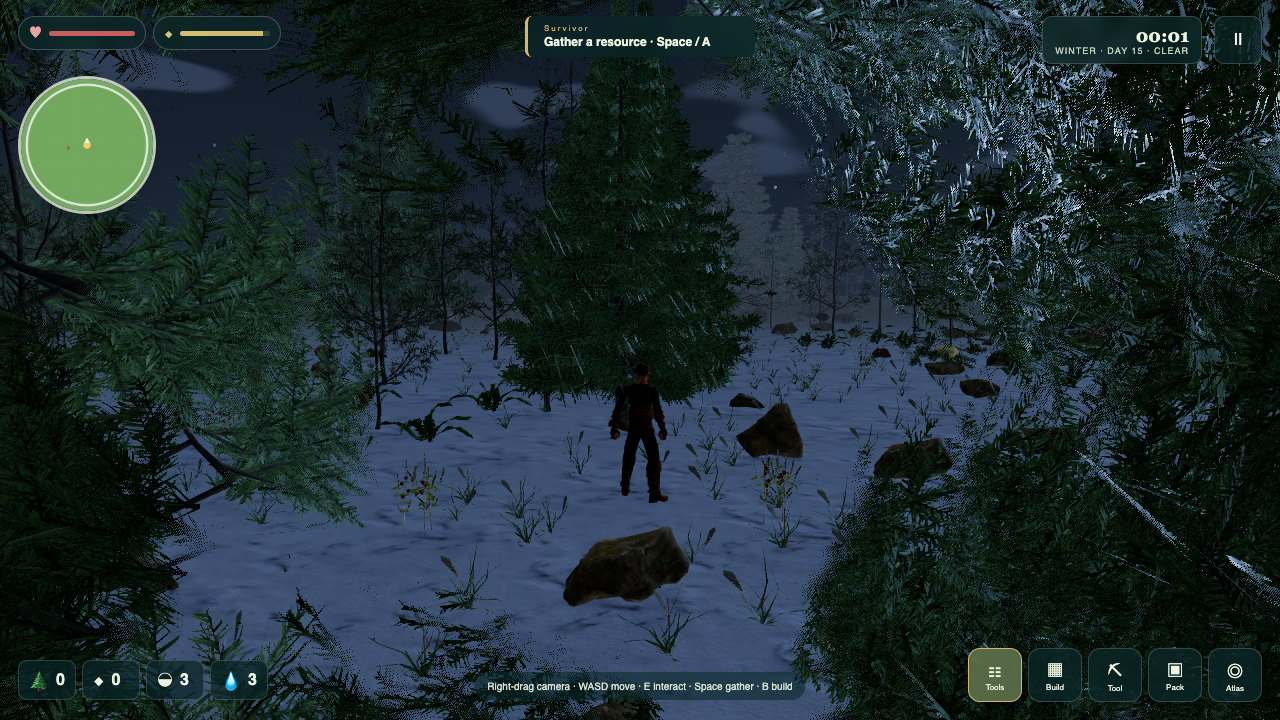 Survivor
Gather a resource · Space / A
00:01
WINTER · DAY 15 · CLEAR
0
0
3
3
Right-drag camera · WASD move · E interact · Space gather · B build
Tools
Build
Tool
Pack
Atlas